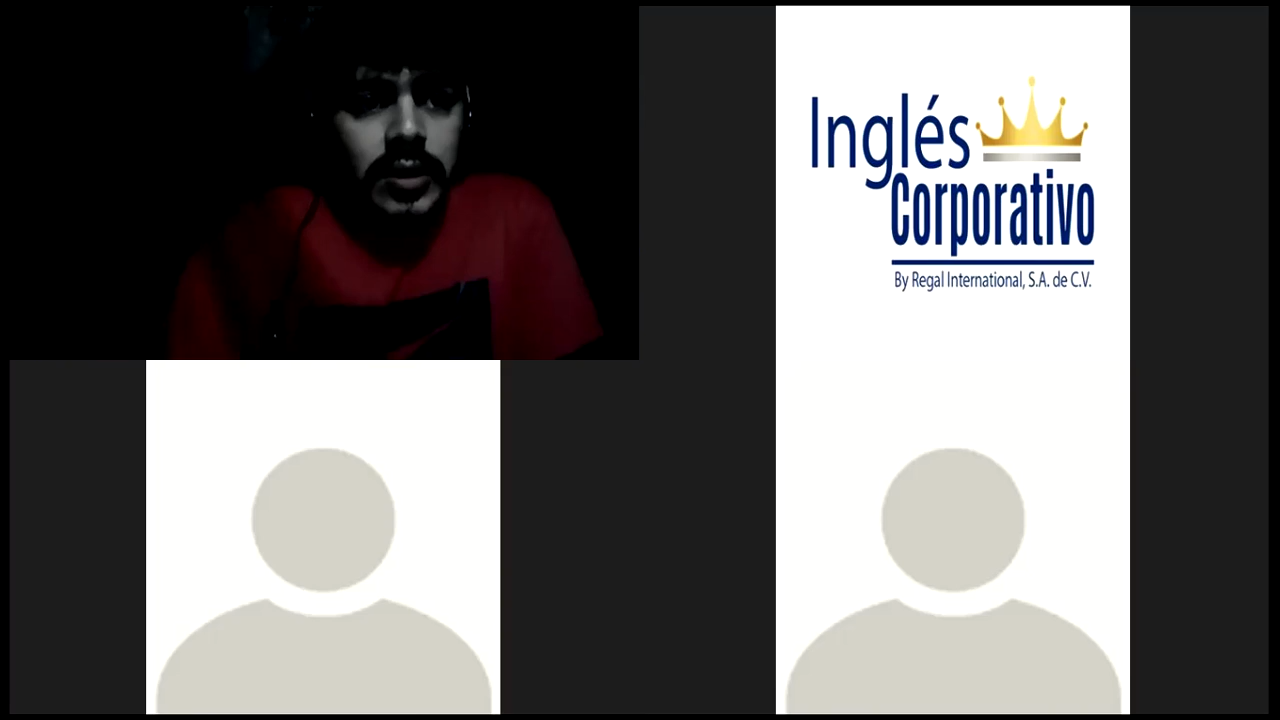 Inglés
Corporativo
By Regal International, S.A. de C.V.